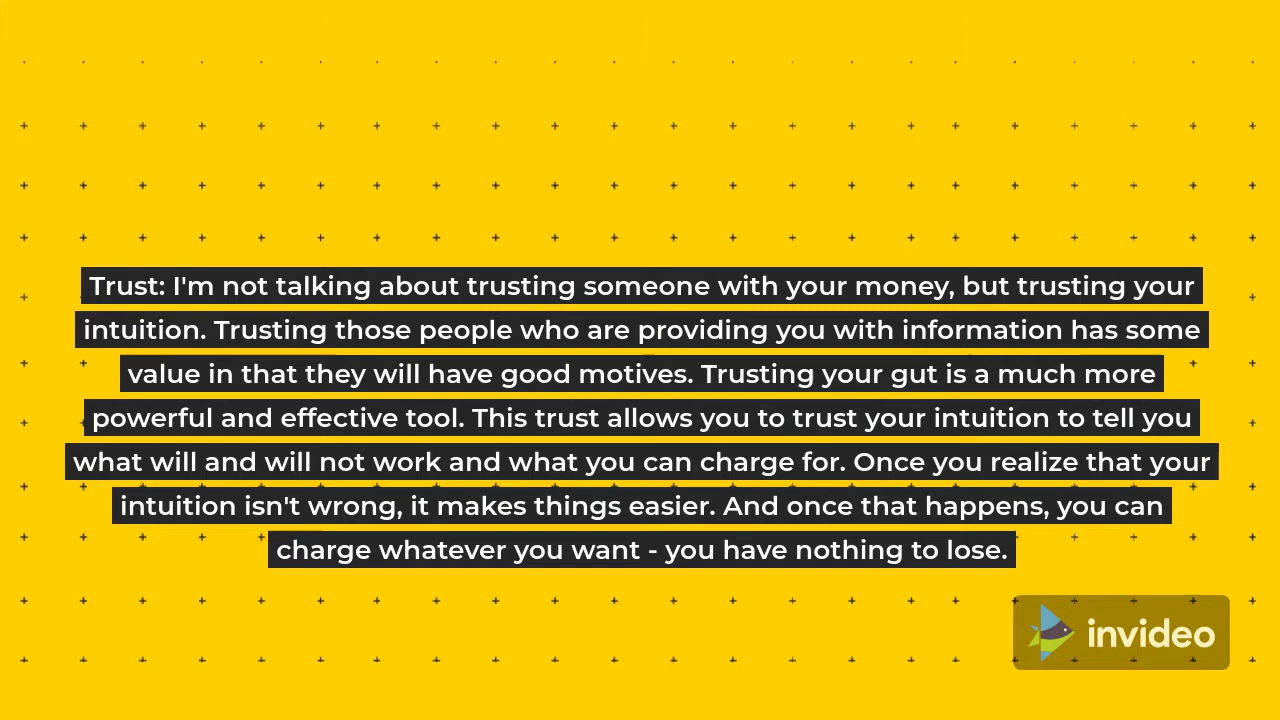 Trust: I'm not talking about trusting someone with your money, but trusting your
intuition. Trusting those people who are providing you with information has some
value in that they will have good motives. Trusting your gut is a much more
powerful and effective tool. This trust allows you to trust your intuition to tell you
what will and will not work and what you can charge for. Once you realize that your
intuition isn't wrong, it makes things easier. And once that happens, you can
charge whatever you want - you have nothing to lose.
invideo